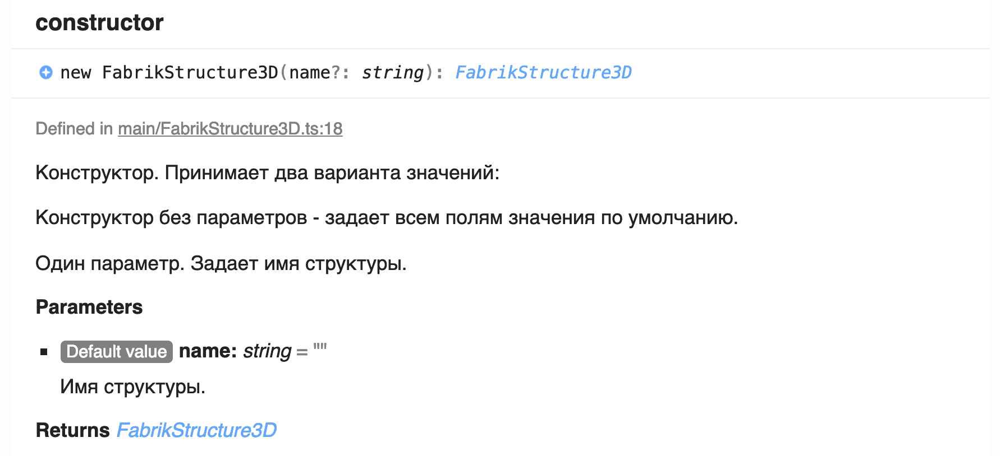 constructor
new FabrikStructure3D(name?: string): FabrikStructure3D
Defined in main/FabrikStructure3D.ts:18
Конструктор. Принимает два варианта значений:
Конструктор без параметров - задает всем полям значения по умолчанию.
Один параметр. Задает имя структуры.
Parameters
Default value name: string = ""
Имя структуры.
Returns FabrikStructure3D